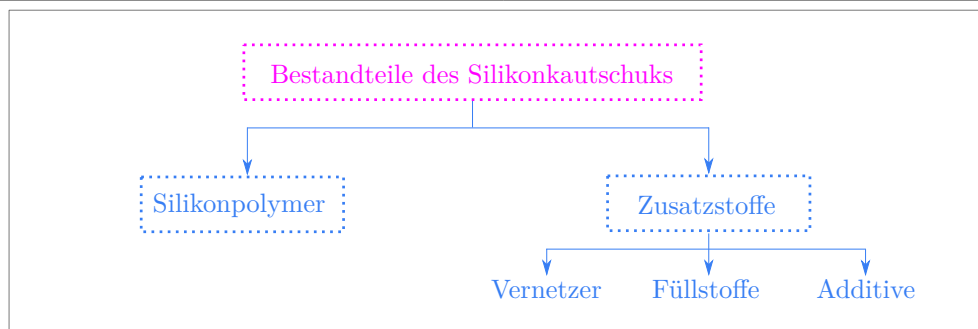 Bestandteile des Silikonkautschuks
Silikonpolymer
Zusatzstoffe
Vernetzer
Füllstoffe
Additive